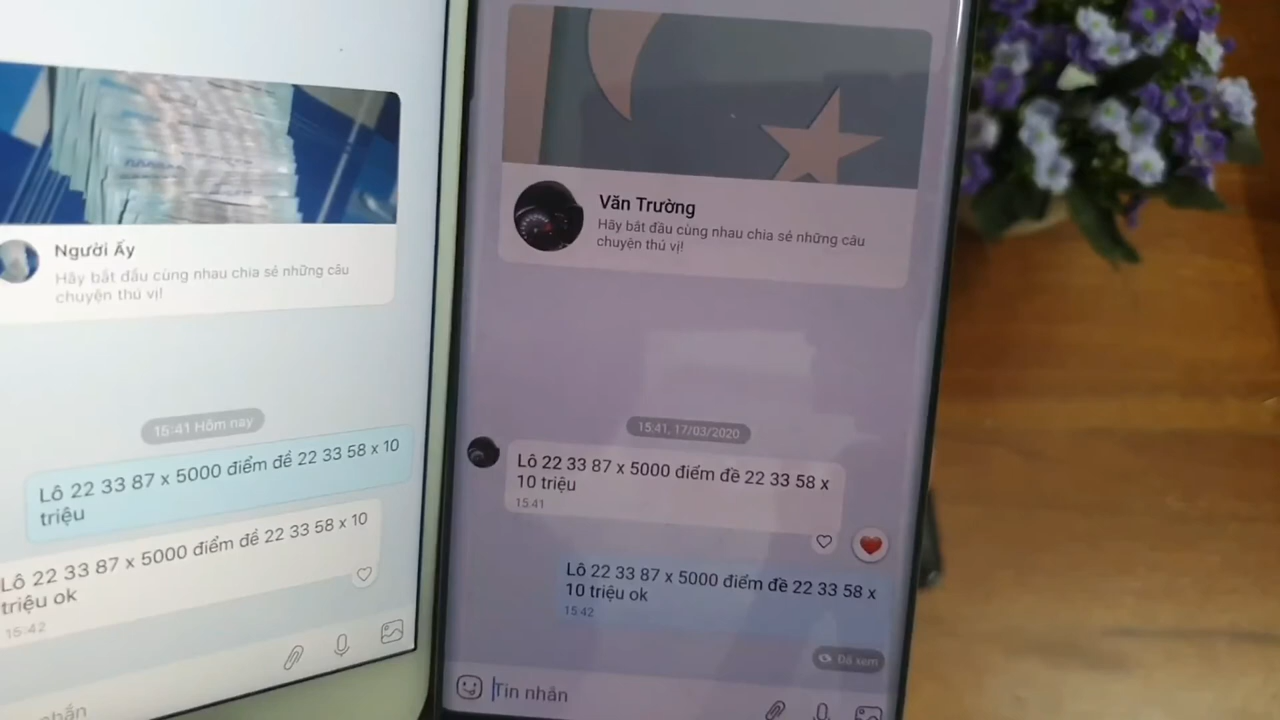 Người Ấy
Hãy bắt đầu cùng nhau chia sẻ những câu
chuyện thú vị!
15:41 Hôm nay
Lô 22 33 87 x 5000 điểm đề 22 33 58 x 10
triệu
Lô 22 33 87 x 5000 điểm đề 22 33 58 x 10
triệu ok
15:42
nhắn
Văn Trường
Hãy bắt đầu cùng nhau chia sẻ những câu
chuyện thú vị!
15:41, 17/03/2020
Lô 22 33 87 x 5000 điểm đề 22 33 58 x
10 triệu
15:41
Lô 22 33 87 x 5000 điểm đề 22 33 58 x
10 triệu ok
15:42
Đã xem
Tin nhắn